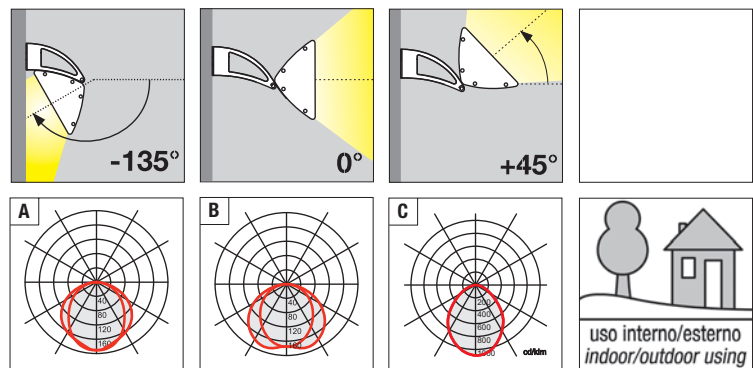 -135°
0°
+45°
A
40
80
120
160
B
40
80
120
160
C
200
400
600
800
1000
cd/klm
uso interno/esterno
indoor/outdoor using